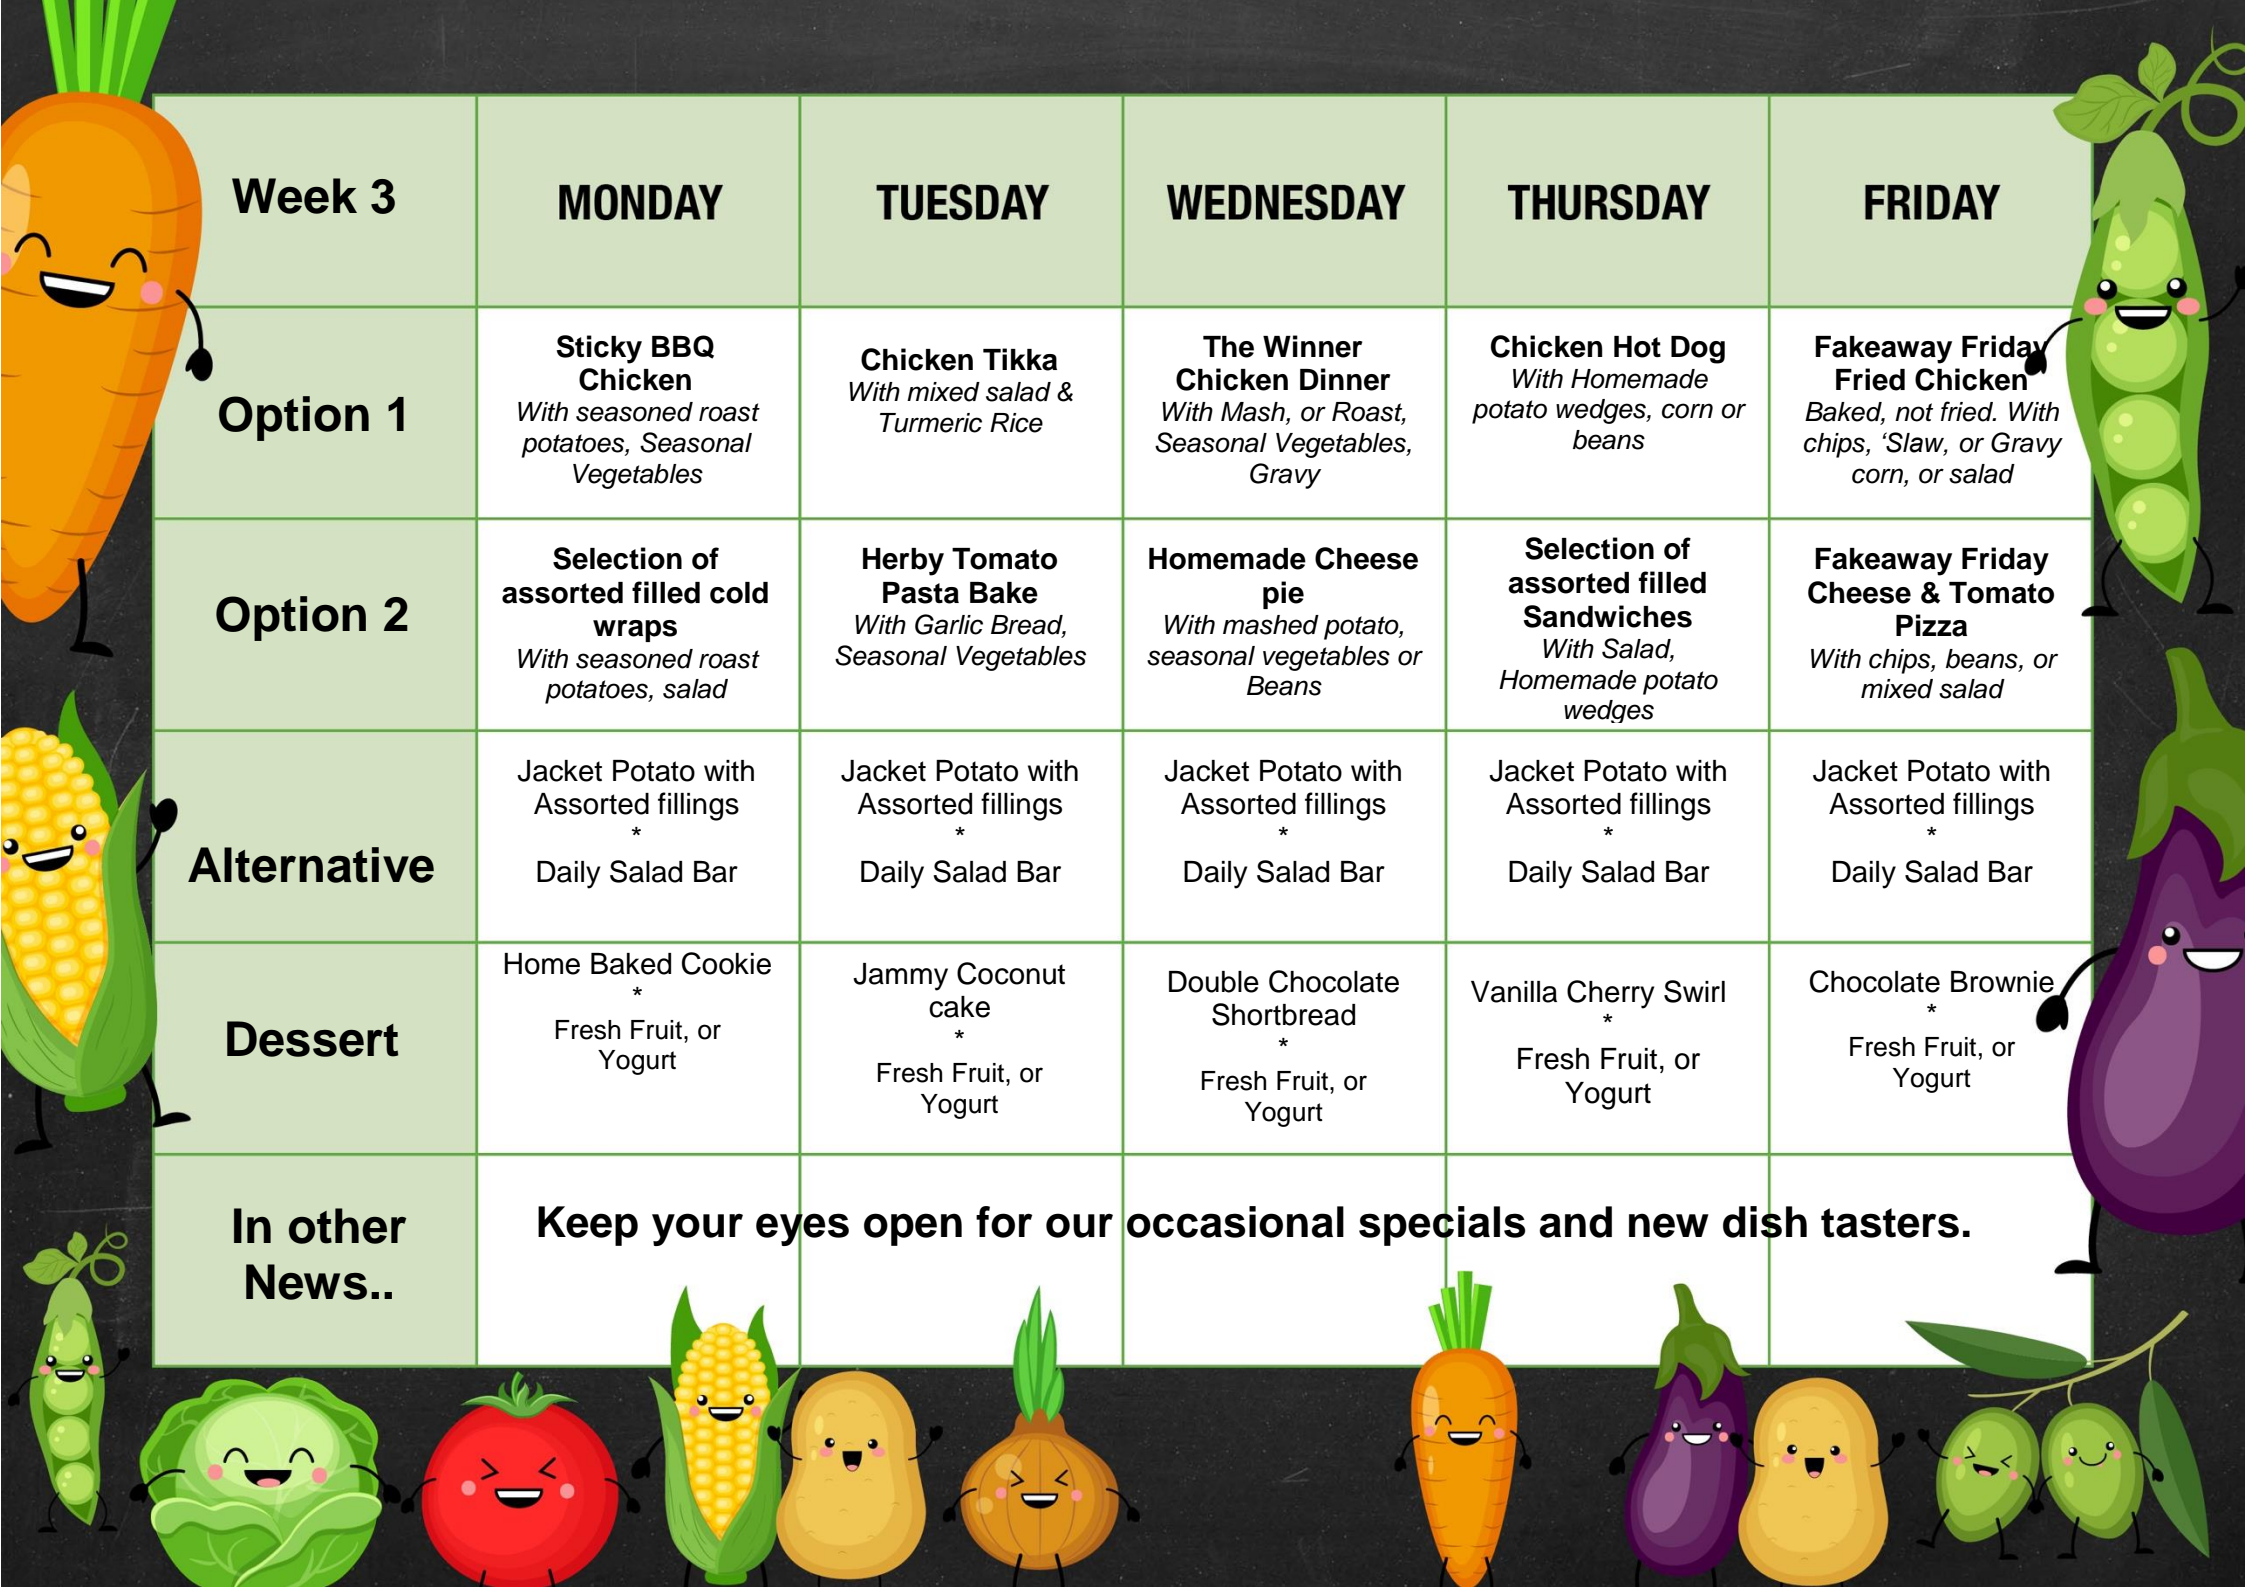 Week 3
MONDAY
TUESDAY
WEDNESDAY
THURSDAY
FRIDAY
Option 1
Sticky BBQ
Chicken
With seasoned roast
potatoes, Seasonal
Vegetables
Chicken Tikka
With mixed salad &
Turmeric Rice
The Winner
Chicken Dinner
With Mash, or Roast,
Seasonal Vegetables,
Gravy
Chicken Hot Dog
With Homemade
potato wedges, corn or
beans
Fakeaway Friday
Fried Chicken
Baked, not fried. With
chips, ‘Slaw, or Gravy
corn, or salad
Option 2
Selection of
assorted filled cold
wraps
With seasoned roast
potatoes, salad
Herby Tomato
Pasta Bake
With Garlic Bread,
Seasonal Vegetables
Homemade Cheese
pie
With mashed potato,
seasonal vegetables or
Beans
Selection of
assorted filled
Sandwiches
With Salad,
Homemade potato
wedges
Fakeaway Friday
Cheese & Tomato
Pizza
With chips, beans, or
mixed salad
Alternative
Jacket Potato with
Assorted fillings
*
Daily Salad Bar
Jacket Potato with
Assorted fillings
*
Daily Salad Bar
Jacket Potato with
Assorted fillings
*
Daily Salad Bar
Jacket Potato with
Assorted fillings
*
Daily Salad Bar
Jacket Potato with
Assorted fillings
*
Daily Salad Bar
Dessert
Home Baked Cookie
*
Fresh Fruit, or
Yogurt
Jammy Coconut
cake
*
Fresh Fruit, or
Yogurt
Double Chocolate
Shortbread
*
Fresh Fruit, or
Yogurt
Vanilla Cherry Swirl
*
Fresh Fruit, or
Yogurt
Chocolate Brownie
*
Fresh Fruit, or
Yogurt
In other
News..
Keep your eyes open for our occasional specials and new dish tasters.